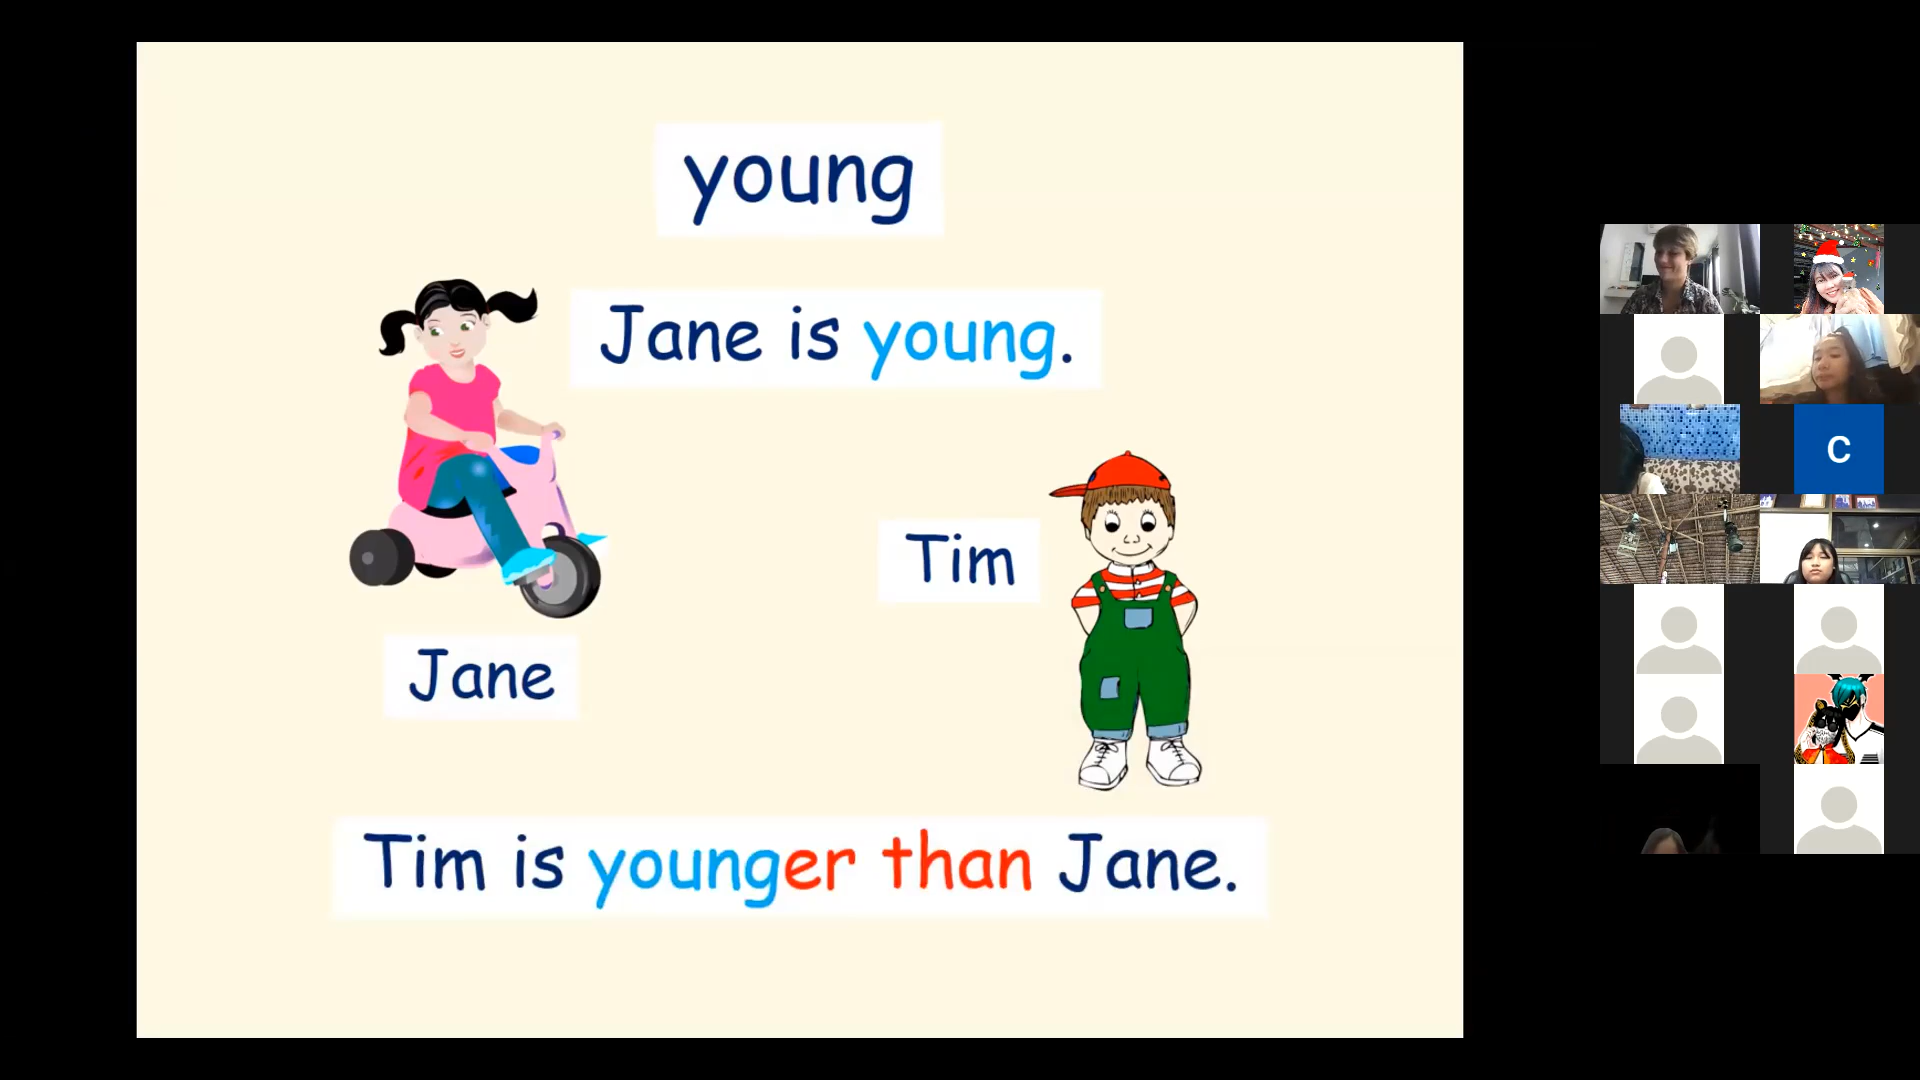 young
Jane is young.
Tim
Jane
Tim is younger than Jane.
C